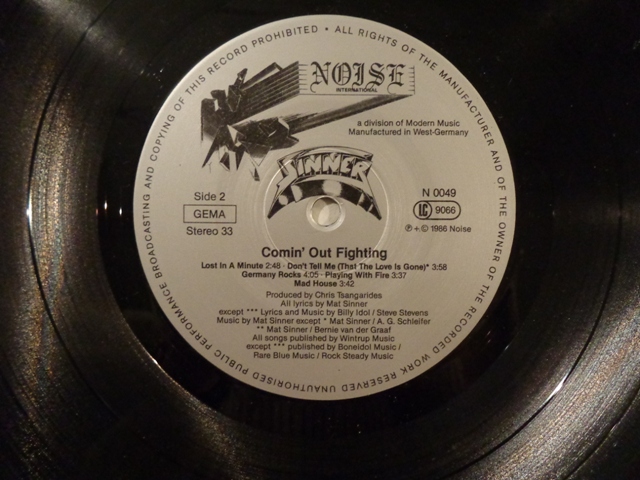 NOISE
INTERNATIONAL
a division of Modern Music
Manufactured in West-Germany
SINNER
Side 2
GEMA
Stereo 33
N 0049
LC 9066
℗ + © 1986 Noise
Comin' Out Fighting
Lost In A Minute 2:48 · Don't Tell Me (That The Love Is Gone)* 3:58
Germany Rocks 4:05 · Playing With Fire 3:37
Mad House 3:42
Produced by Chris Tsangarides
All lyrics by Mat Sinner
except *** Lyrics and Music by Billy Idol / Steve Stevens
Music by Mat Sinner except * Mat Sinner / A. G. Schleifer
** Mat Sinner / Bernie van der Graaf
All songs published by Wintrup Music
except *** published by Boneidol Music /
Rare Blue Music / Rock Steady Music
ALL RIGHTS OF THE MANUFACTURER AND OF THE OWNER OF THE RECORDED WORK RESERVED UNAUTHORISED PUBLIC PERFORMANCE BROADCASTING AND COPYING OF THIS RECORD PROHIBITED •